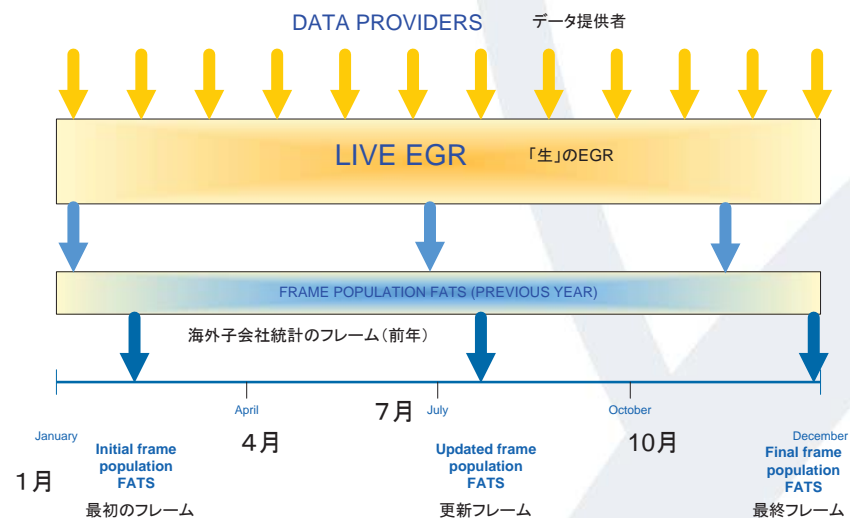 DATA PROVIDERS データ提供者
LIVE EGR 「生」のEGR
FRAME POPULATION FATS (PREVIOUS YEAR)
海外子会社統計のフレーム(前年)
January
1月
April
4月
7月 July
October
10月
December
Initial frame
population
FATS
最初のフレーム
Updated frame
population
FATS
更新フレーム
Final frame
population
FATS
最終フレーム